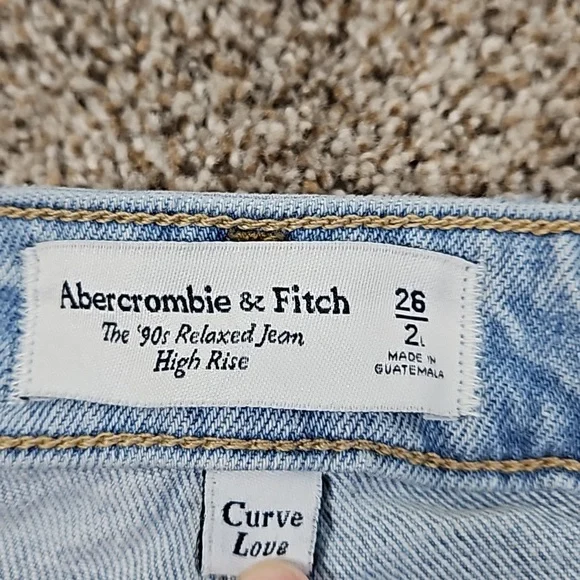 Abercrombie & Fitch
The '90s Relaxed Jean
High Rise
26
2L
MADE IN
GUATEMALA
Curve
Love